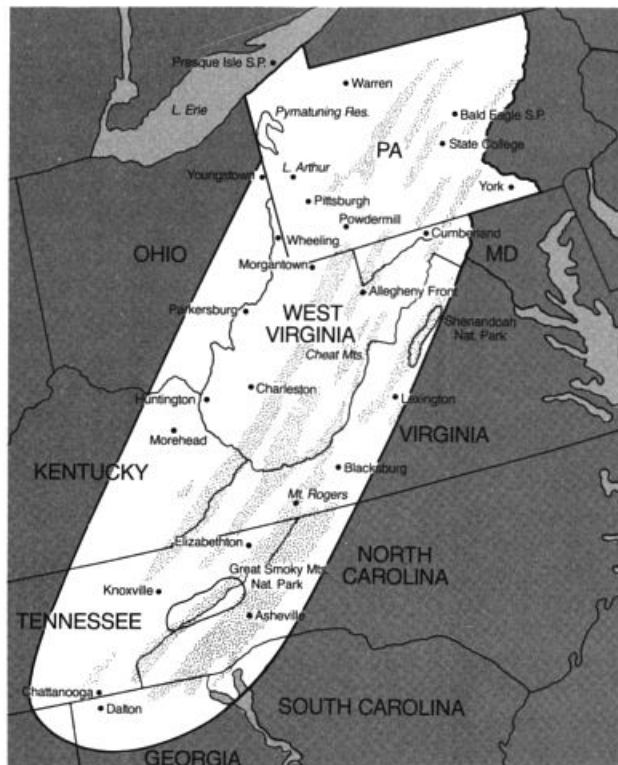 Presque Isle S.P.
Warren
L. Erie
Pymatuning Res.
Bald Eagle S.P.
PA
State College
L. Arthur
Youngstown
York
Pittsburgh
Powdermill
Cumberland
Wheeling
OHIO
MD
Morgantown
Allegheny Front
Parkersburg
WEST
VIRGINIA
Shenandoah
Nat. Park
Cheat Mts.
Charleston
Huntington
Lexington
Morehead
VIRGINIA
KENTUCKY
Blacksburg
Mt. Rogers
Elizabethton
NORTH
CAROLINA
Great Smoky Mts.
Nat. Park
Knoxville
TENNESSEE
Asheville
Chattanooga
Dalton
SOUTH CAROLINA
GEORGIA